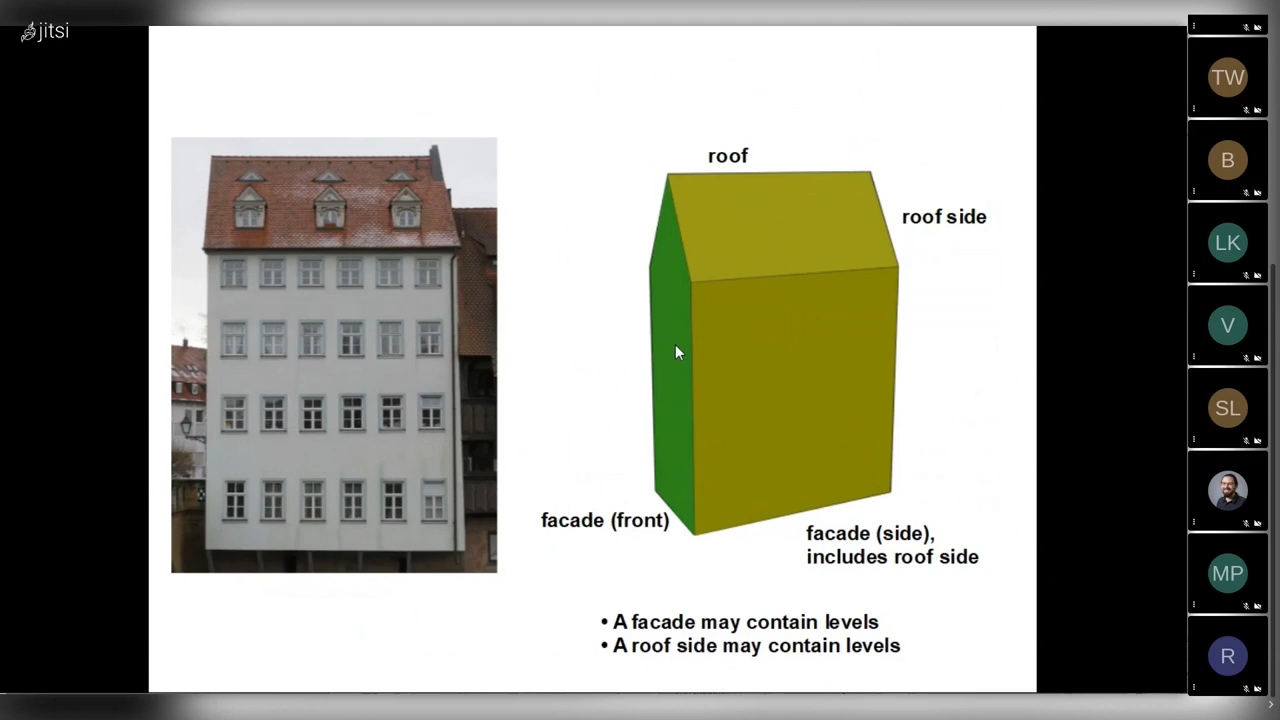 jitsi
roof
roof side
facade (front)
facade (side),
includes roof side
• A facade may contain levels
• A roof side may contain levels
TW
B
LK
V
SL
MP
R